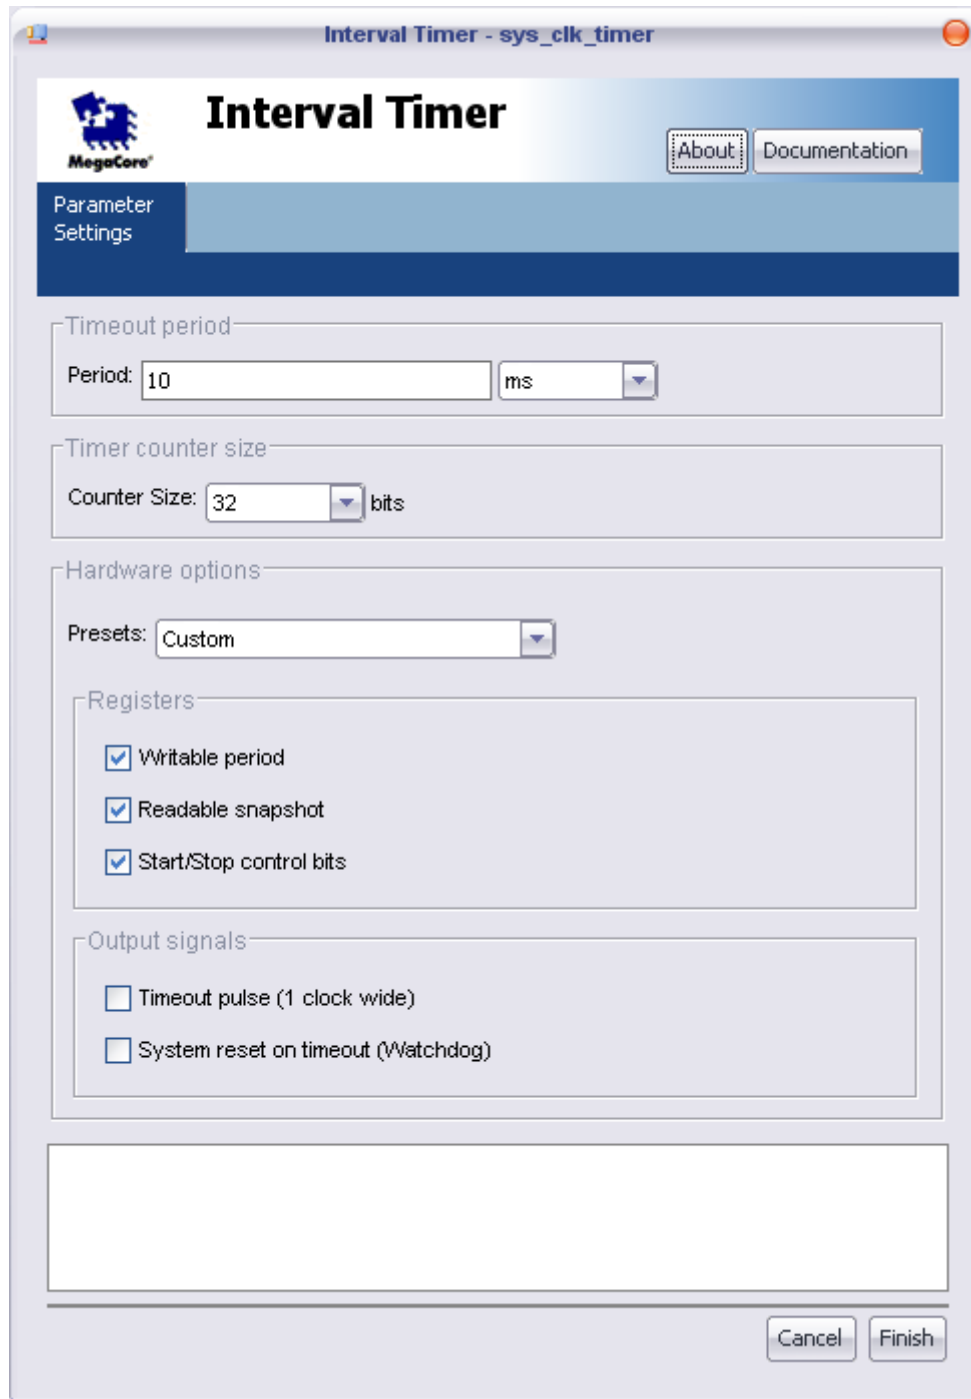 Interval Timer - sys_clk_timer
MegaCore®
Interval Timer
About
Documentation
Parameter
Settings
Timeout period
Period: 10 ms
Timer counter size
Counter Size: 32 bits
Hardware options
Presets: Custom
Registers
Writable period
Readable snapshot
Start/Stop control bits
Output signals
Timeout pulse (1 clock wide)
System reset on timeout (Watchdog)
Cancel
Finish